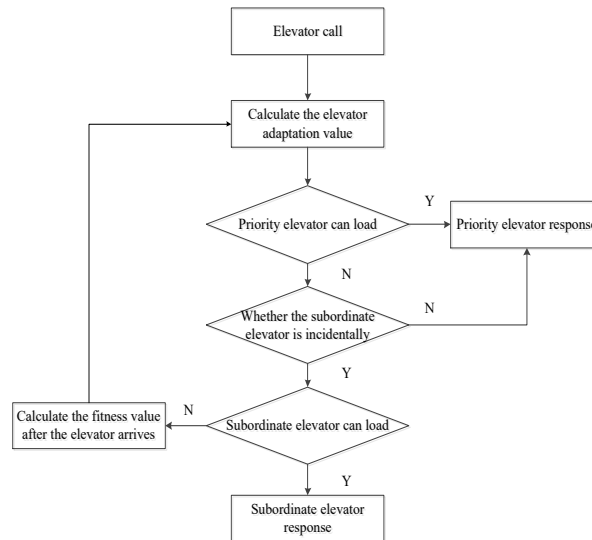 Elevator call
Calculate the elevator
adaptation value
Y
Priority elevator can load
Priority elevator response
N
Whether the subordinate
elevator is incidentally
N
Y
Calculate the fitness value
after the elevator arrives
N
Subordinate elevator can load
Y
Subordinate elevator
response